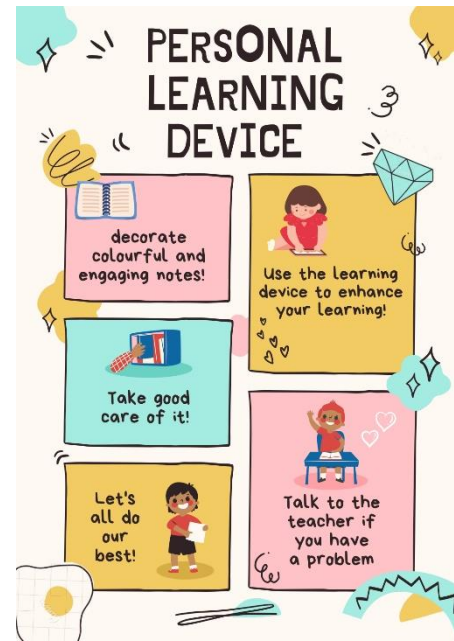 PERSONAL
LEARNING
DEVICE
decorate
colourful and
engaging notes!
Use the learning
device to enhance
your learning!
Take good
care of it!
Let's
all do
our
best!
Talk to the
teacher if
you have
a problem